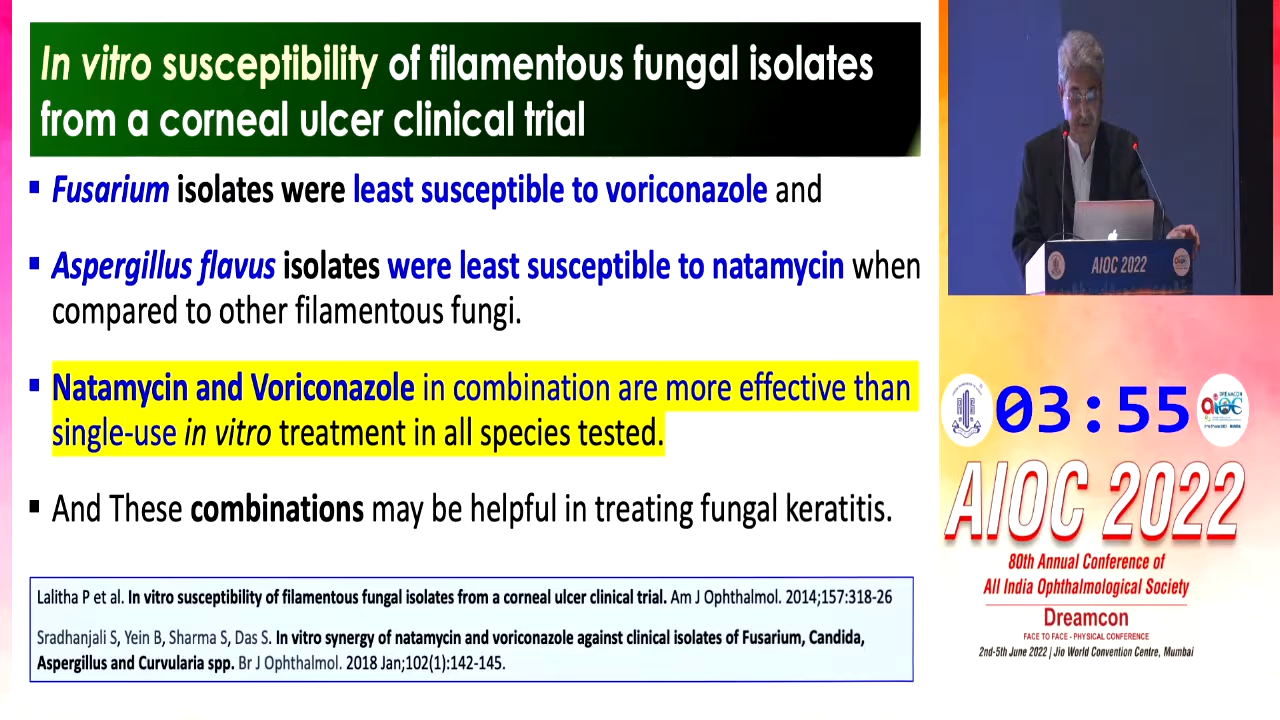 In vitro susceptibility of filamentous fungal isolates
from a corneal ulcer clinical trial
▪ Fusarium isolates were least susceptible to voriconazole and
▪ Aspergillus flavus isolates were least susceptible to natamycin when
compared to other filamentous fungi.
▪ Natamycin and Voriconazole in combination are more effective than
single-use in vitro treatment in all species tested.
▪ And These combinations may be helpful in treating fungal keratitis.
Lalitha P et al. In vitro susceptibility of filamentous fungal isolates from a corneal ulcer clinical trial. Am J Ophthalmol. 2014;157:318-26
Sradhanjali S, Yein B, Sharma S, Das S. In vitro synergy of natamycin and voriconazole against clinical isolates of Fusarium, Candida,
Aspergillus and Curvularia spp. Br J Ophthalmol. 2018 Jan;102(1):142-145.
AIOC 2022
03:55
AIOC 2022
80th Annual Conference of
All India Ophthalmological Society
Dreamcon
FACE TO FACE - PHYSICAL CONFERENCE
2nd-5th June 2022 | Jio World Convention Centre, Mumbai